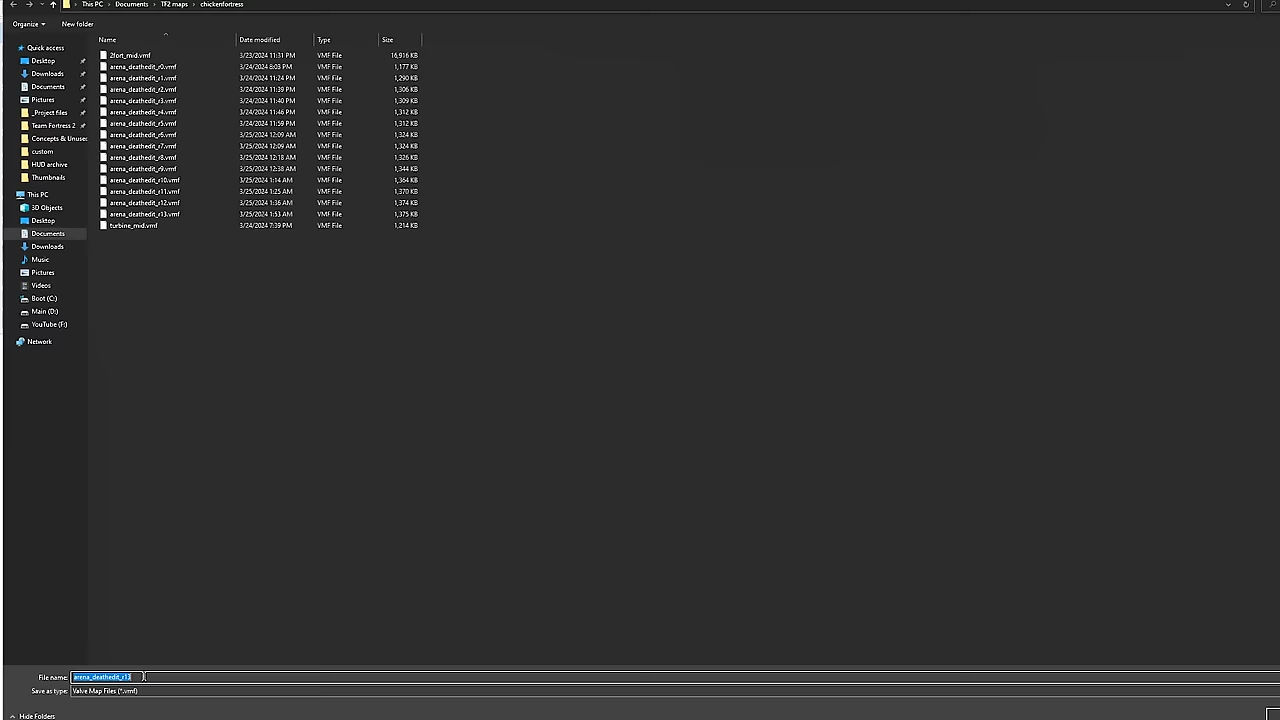 This PC > Documents > TF2 maps > chickenfortress
Organize New folder
Name Date modified Type Size
Quick access
Desktop
Downloads
Documents
Pictures
_Project files
Team Fortress 2
Concepts & Unused
custom
HUD archive
Thumbnails
This PC
3D Objects
Desktop
Documents
Downloads
Music
Pictures
Videos
Boot (C:)
Main (D:)
YouTube (F:)
Network
2fort_mid.vmf 3/23/2024 11:31 PM VMF File 16,916 KB
arena_deathedit_r0.vmf 3/24/2024 8:03 PM VMF File 1,177 KB
arena_deathedit_r1.vmf 3/24/2024 11:24 PM VMF File 1,290 KB
arena_deathedit_r2.vmf 3/24/2024 11:39 PM VMF File 1,306 KB
arena_deathedit_r3.vmf 3/24/2024 11:40 PM VMF File 1,309 KB
arena_deathedit_r4.vmf 3/24/2024 11:46 PM VMF File 1,312 KB
arena_deathedit_r5.vmf 3/24/2024 11:59 PM VMF File 1,312 KB
arena_deathedit_r6.vmf 3/25/2024 12:09 AM VMF File 1,324 KB
arena_deathedit_r7.vmf 3/25/2024 12:09 AM VMF File 1,324 KB
arena_deathedit_r8.vmf 3/25/2024 12:18 AM VMF File 1,326 KB
arena_deathedit_r9.vmf 3/25/2024 12:38 AM VMF File 1,344 KB
arena_deathedit_r10.vmf 3/25/2024 1:14 AM VMF File 1,364 KB
arena_deathedit_r11.vmf 3/25/2024 1:25 AM VMF File 1,370 KB
arena_deathedit_r12.vmf 3/25/2024 1:36 AM VMF File 1,374 KB
arena_deathedit_r13.vmf 3/25/2024 1:53 AM VMF File 1,375 KB
turbine_mid.vmf 3/24/2024 7:39 PM VMF File 1,214 KB
File name: arena_deathedit_r13
Save as type: Valve Map Files (*.vmf)
Hide Folders